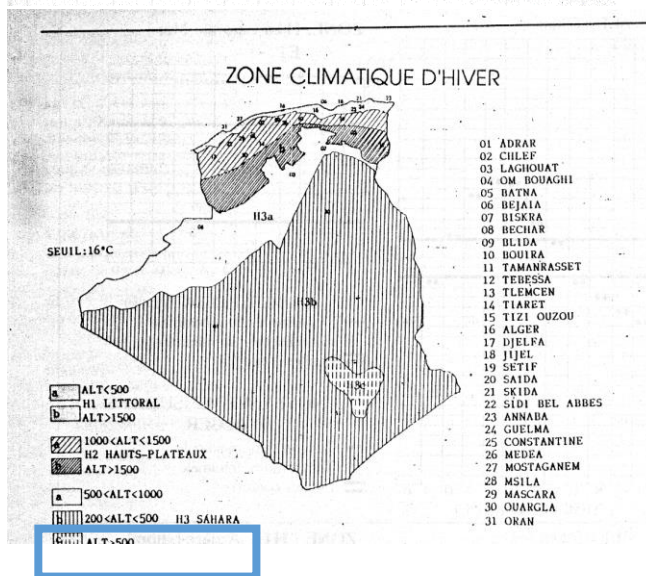 ZONE CLIMATIQUE D'HIVER
01 ADRAR
02 CHLEF
03 LAGHOUAT
04 OM BOUAGHI
05 BATNA
06 BEJAIA
07 BISKRA
08 BECHAR
09 BLIDA
10 BOUIRA
11 TAMANRASSET
12 TEBESSA
13 TLEMCEN
14 TIARET
15 TIZI OUZOU
16 ALGER
17 DJELFA
18 JIJEL
19 SETIF
20 SAIDA
21 SKIDA
22 SIDI BEL ABBES
23 ANNABA
24 GUELMA
25 CONSTANTINE
26 MEDEA
27 MOSTAGANEM
28 MSILA
29 MASCARA
30 OUARGLA
31 ORAN
H3a
H3b
H3c
SEUIL:16°C
a ALT<500
H1 LITTORAL
b ALT>1500
a 1000<ALT<1500
H2 HAUTS-PLATEAUX
b ALT>1500
a 500<ALT<1000
b 200<ALT<500 H3 SAHARA
c ALT>500